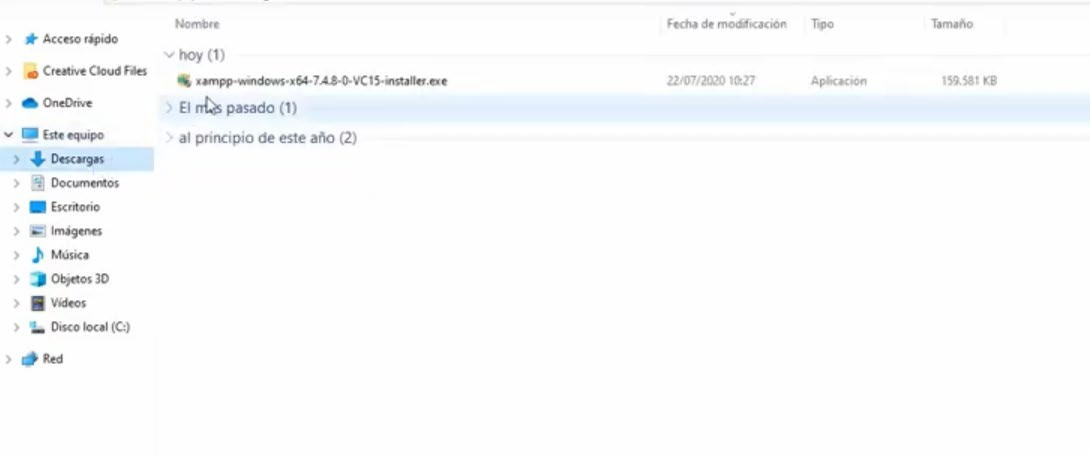 Nombre Fecha de modificación Tipo Tamaño
Acceso rápido
Creative Cloud Files
OneDrive
Este equipo
Descargas
Documentos
Escritorio
Imágenes
Música
Objetos 3D
Vídeos
Disco local (C:)
Red
hoy (1)
xampp-windows-x64-7.4.8-0-VC15-installer.exe 22/07/2020 10:27 Aplicación 159.581 KB
El mes pasado (1)
al principio de este año (2)